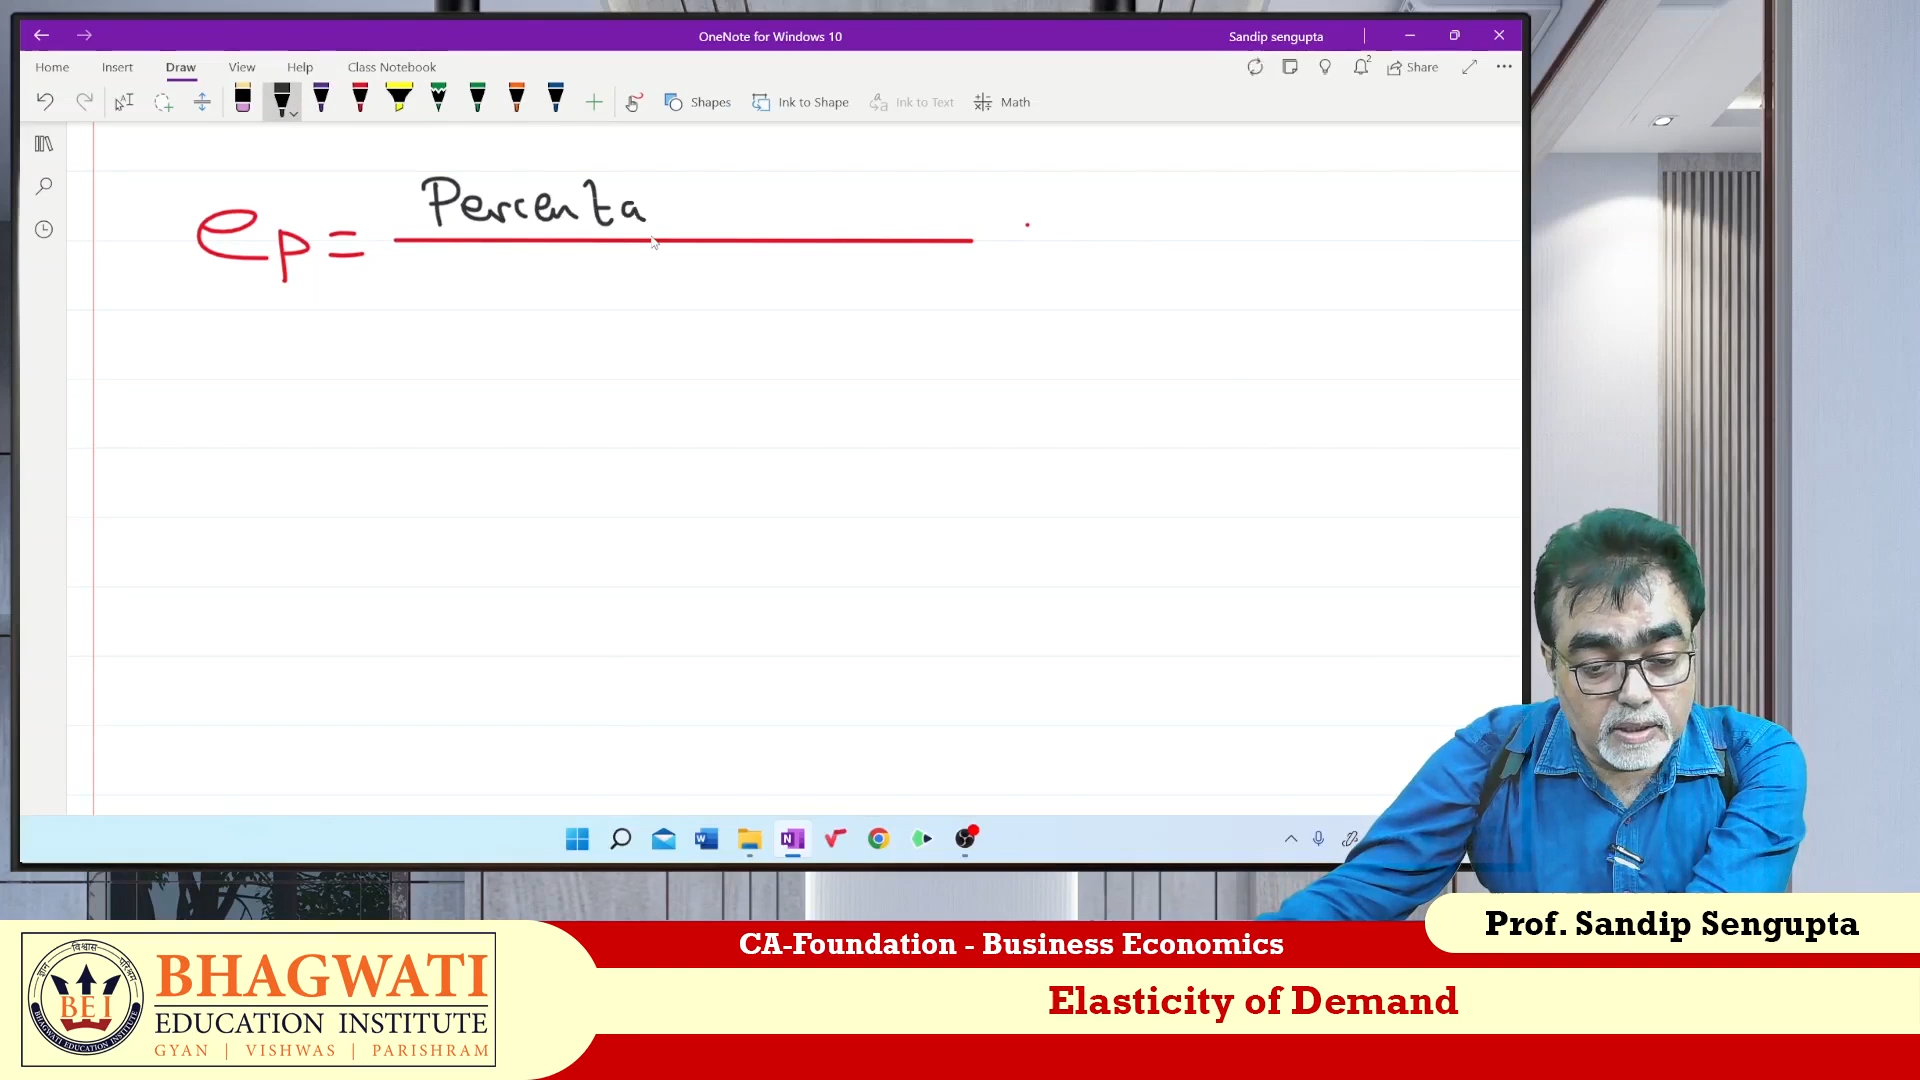 OneNote for Windows 10
Sandip sengupta
Home Insert Draw View Help Class Notebook
2
Share
Shapes Ink to Shape Ink to Text Math
Percenta
ep =
CA-Foundation - Business Economics
Prof. Sandip Sengupta
Elasticity of Demand
विश्वास
BEI
BHAGWATI
EDUCATION INSTITUTE
GYAN | VISHWAS | PARISHRAM